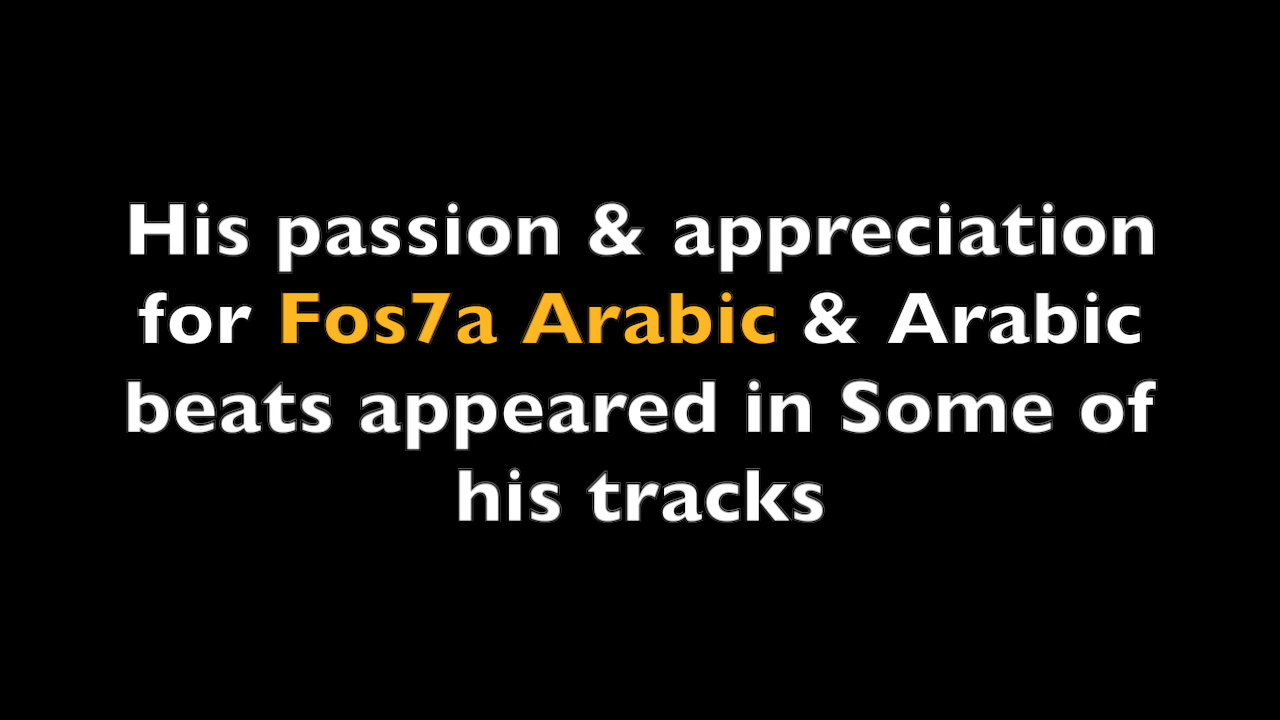 His passion & appreciation
for Fos7a Arabic & Arabic
beats appeared in Some of
his tracks